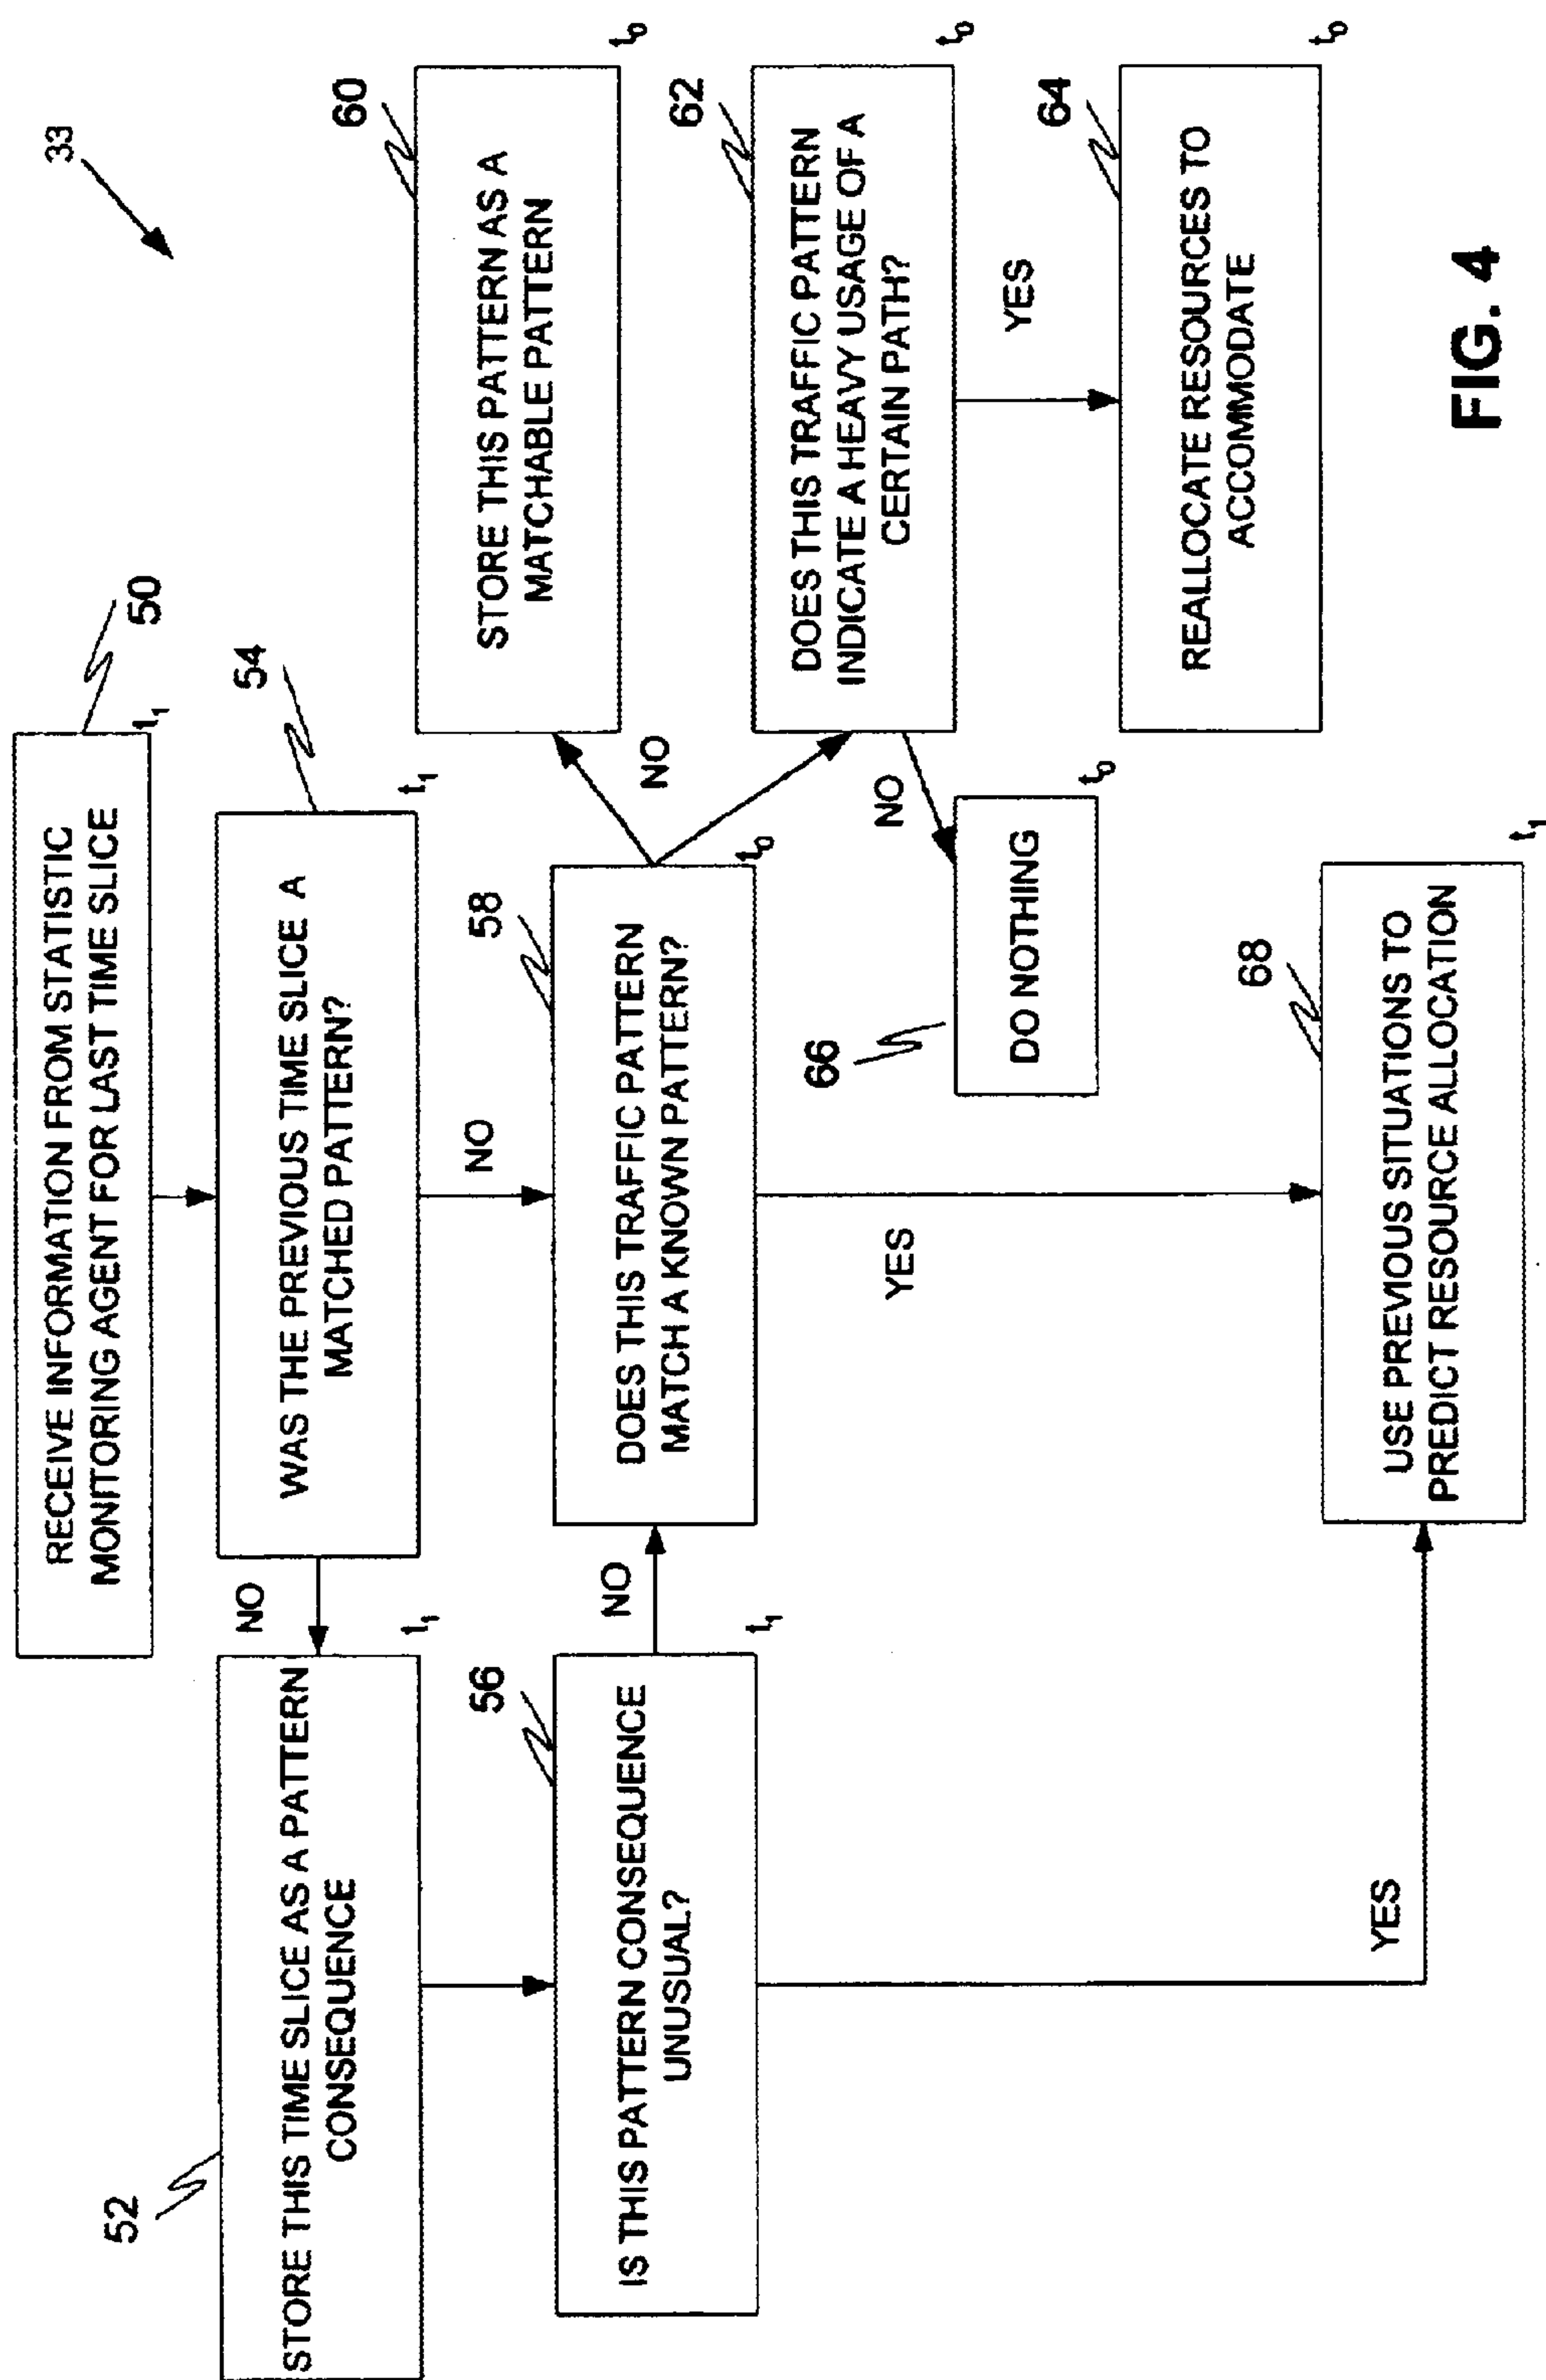 33
RECEIVE INFORMATION FROM STATISTIC
MONITORING AGENT FOR LAST TIME SLICE
50
t1
STORE THIS TIME SLICE AS A PATTERN
CONSEQUENCE
52
t1
NO
WAS THE PREVIOUS TIME SLICE A
MATCHED PATTERN?
54
t1
STORE THIS PATTERN AS A
MATCHABLE PATTERN
60
t0
NO
IS THIS PATTERN CONSEQUENCE
UNUSUAL?
56
t1
NO
DOES THIS TRAFFIC PATTERN
MATCH A KNOWN PATTERN?
58
t0
NO
DOES THIS TRAFFIC PATTERN
INDICATE A HEAVY USAGE OF A
CERTAIN PATH?
62
t0
NO
DO NOTHING
66
t0
YES
REALLOCATE RESOURCES TO
ACCOMMODATE
64
t0
YES
YES
USE PREVIOUS SITUATIONS TO
PREDICT RESOURCE ALLOCATION
68
t1
FIG. 4